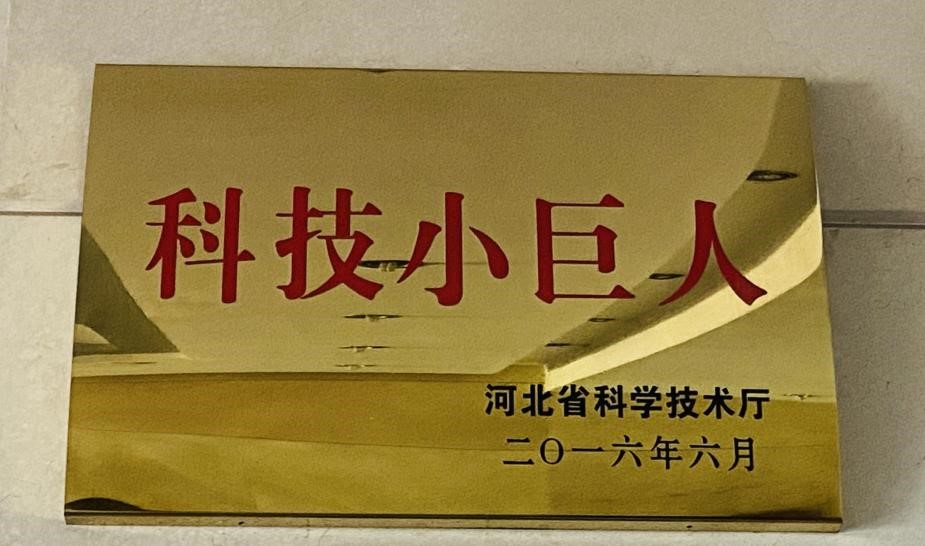 科技小巨人
河北省科学技术厅
二〇一六年六月